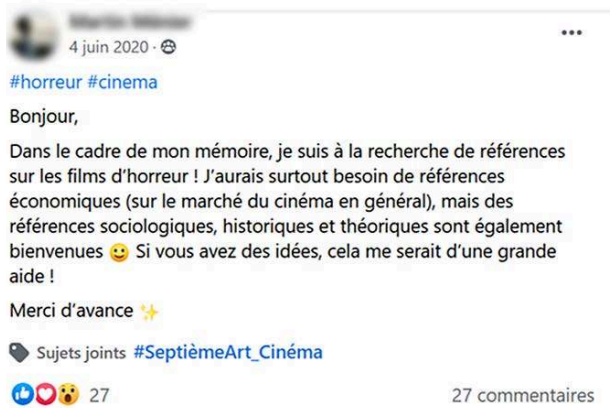 4 juin 2020 ·
#horreur #cinema
Bonjour,
Dans le cadre de mon mémoire, je suis à la recherche de références
sur les films d'horreur ! J'aurais surtout besoin de références
économiques (sur le marché du cinéma en général), mais des
références sociologiques, historiques et théoriques sont également
bienvenues 😀 Si vous avez des idées, cela me serait d'une grande
aide !
Merci d'avance ✨
Sujets joints #SeptièmeArt_Cinéma
27
27 commentaires